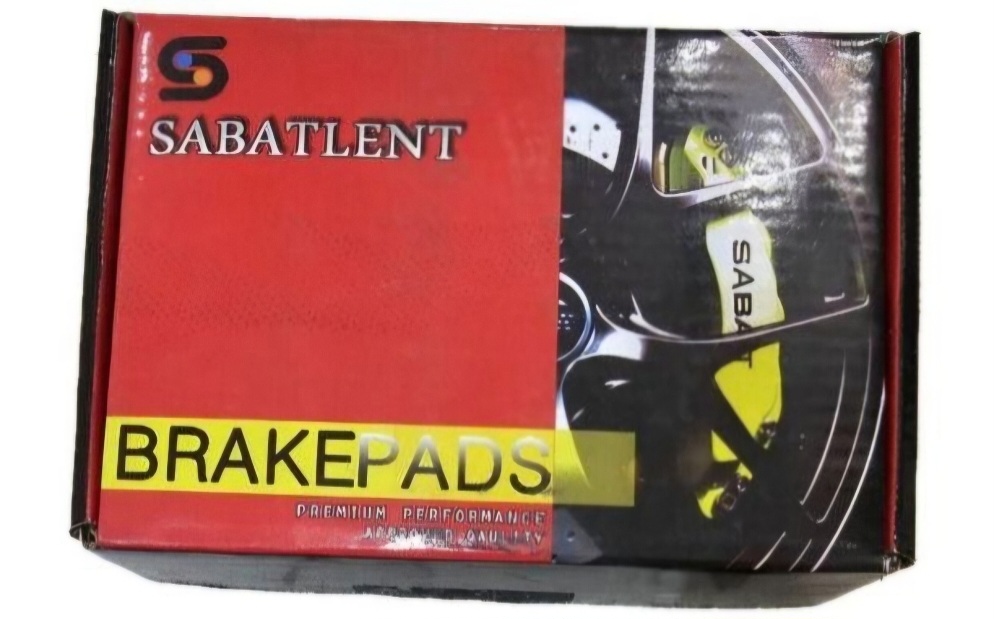 SABATLENT
SABAT
BRAKEPADS
PREMIUM PERFORMANCE